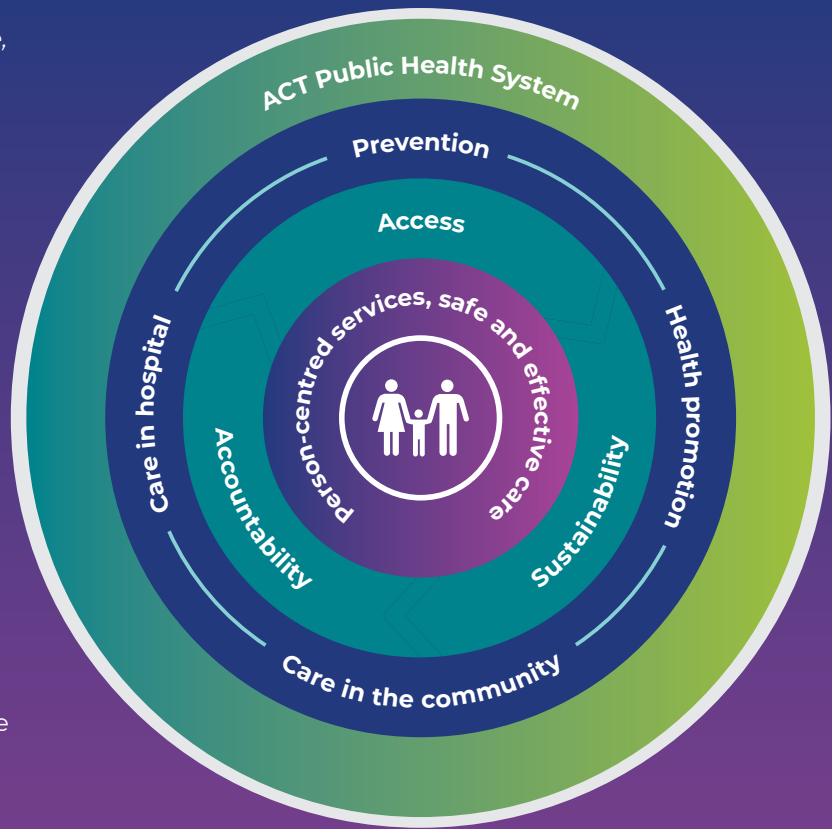 ACT Public Health System
Prevention
Health promotion
Care in the community
Care in hospital
Access
Sustainability
Accountability
Person-centred services, safe and effective care